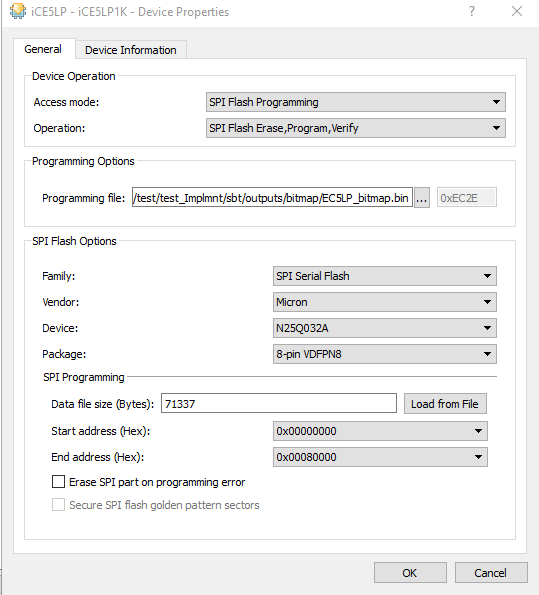 iCE5LP - iCE5LP1K - Device Properties
? ×
General Device Information
Device Operation
Access mode: SPI Flash Programming
Operation: SPI Flash Erase,Program,Verify
Programming Options
Programming file: /test/test_Implmnt/sbt/outputs/bitmap/EC5LP_bitmap.bin ... 0xEC2E
SPI Flash Options
Family: SPI Serial Flash
Vendor: Micron
Device: N25Q032A
Package: 8-pin VDFPN8
SPI Programming
Data file size (Bytes): 71337 Load from File
Start address (Hex): 0x00000000
End address (Hex): 0x00080000
Erase SPI part on programming error
Secure SPI flash golden pattern sectors
OK Cancel